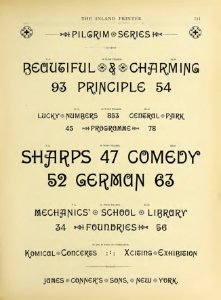 THE INLAND PRINTER.
PILGRIM SERIES
BEAUTIFUL & CHARMING
93 PRINCIPLE 54
LUCKY NUMBERS 853 CENTRAL PARK
45 PROGRAMME 78
SHARPS 47 COMEDY
52 GERMAN 63
MECHANICS' SCHOOL LIBRARY
34 FOUNDRIES 56
KOMICAL CONCERTS :-: XCITING EXHIBITION
JAMES CONNER'S SONS, NEW YORK.